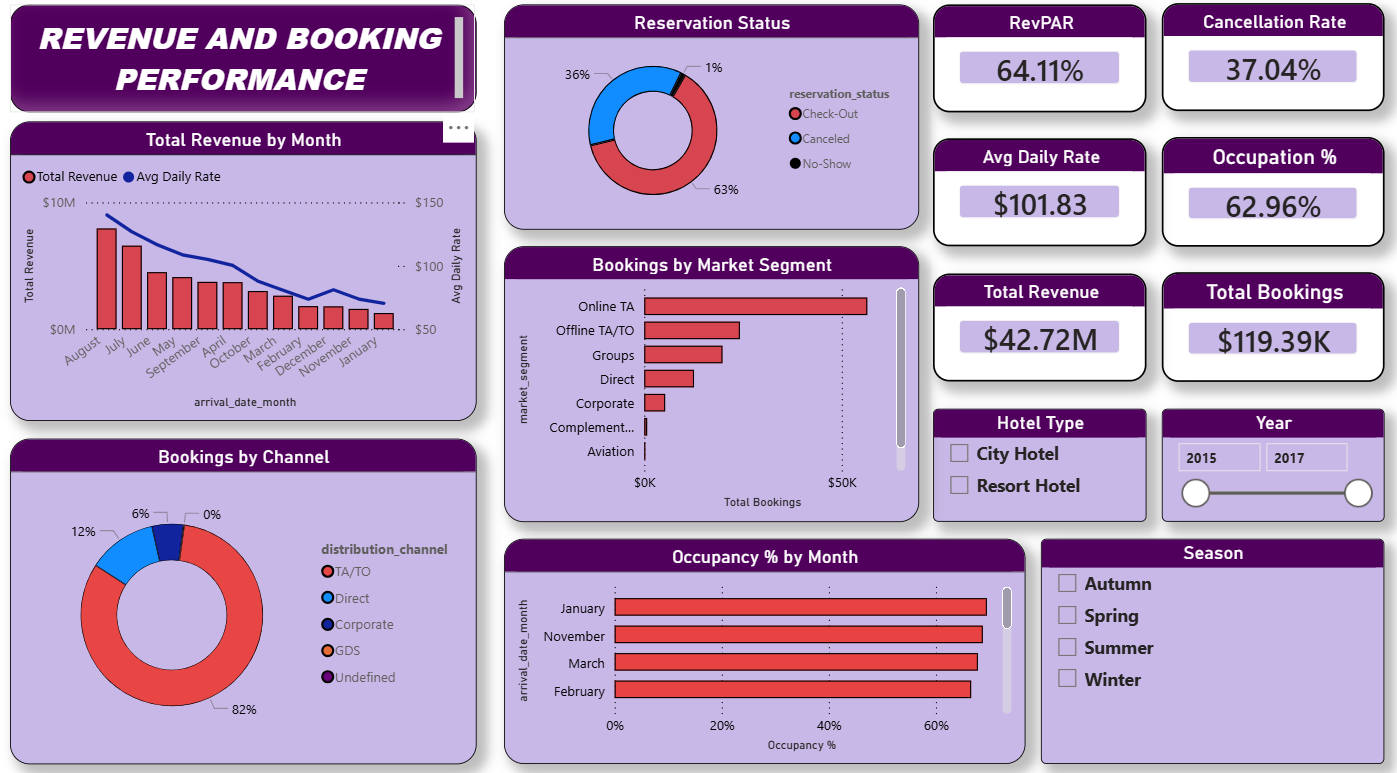 REVENUE AND BOOKING
PERFORMANCE
Total Revenue by Month
Total Revenue Avg Daily Rate
$10M
$0M
$150
$100
$50
Total Revenue
Avg Daily Rate
August
July
June
May
September
April
October
March
February
December
November
January
arrival_date_month
Bookings by Channel
6%
0%
12%
82%
distribution_channel
TA/TO
Direct
Corporate
GDS
Undefined
Reservation Status
36%
1%
63%
reservation_status
Check-Out
Canceled
No-Show
Bookings by Market Segment
market_segment
Online TA
Offline TA/TO
Groups
Direct
Corporate
Complement...
Aviation
$0K
$50K
Total Bookings
Occupancy % by Month
arrival_date_month
January
November
March
February
0%
20%
40%
60%
Occupancy %
RevPAR
64.11%
Cancellation Rate
37.04%
Avg Daily Rate
$101.83
Occupation %
62.96%
Total Revenue
$42.72M
Total Bookings
$119.39K
Hotel Type
City Hotel
Resort Hotel
Year
2015
2017
Season
Autumn
Spring
Summer
Winter